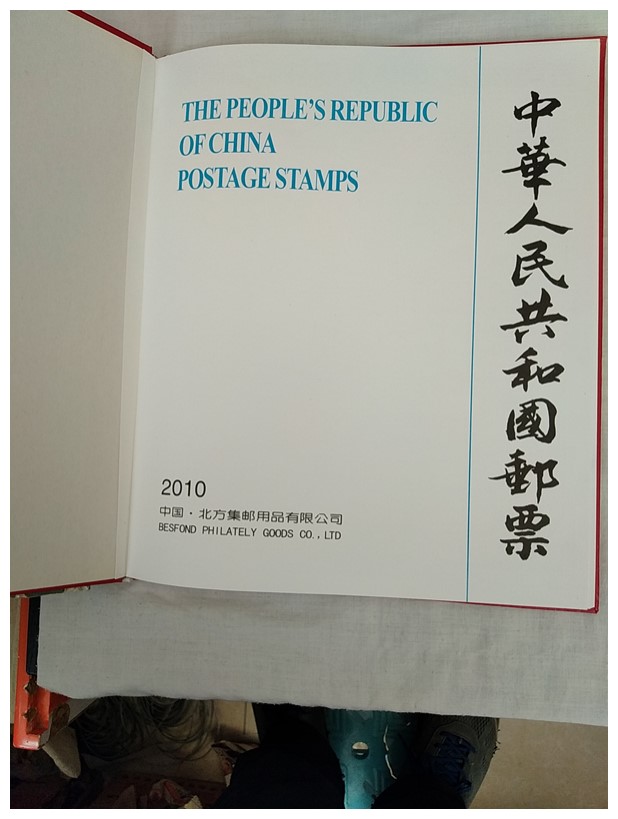 THE PEOPLE'S REPUBLIC
OF CHINA
POSTAGE STAMPS
中華人民共和國郵票
2010
中国·北方集邮用品有限公司
BESFOND PHILATELY GOODS CO., LTD